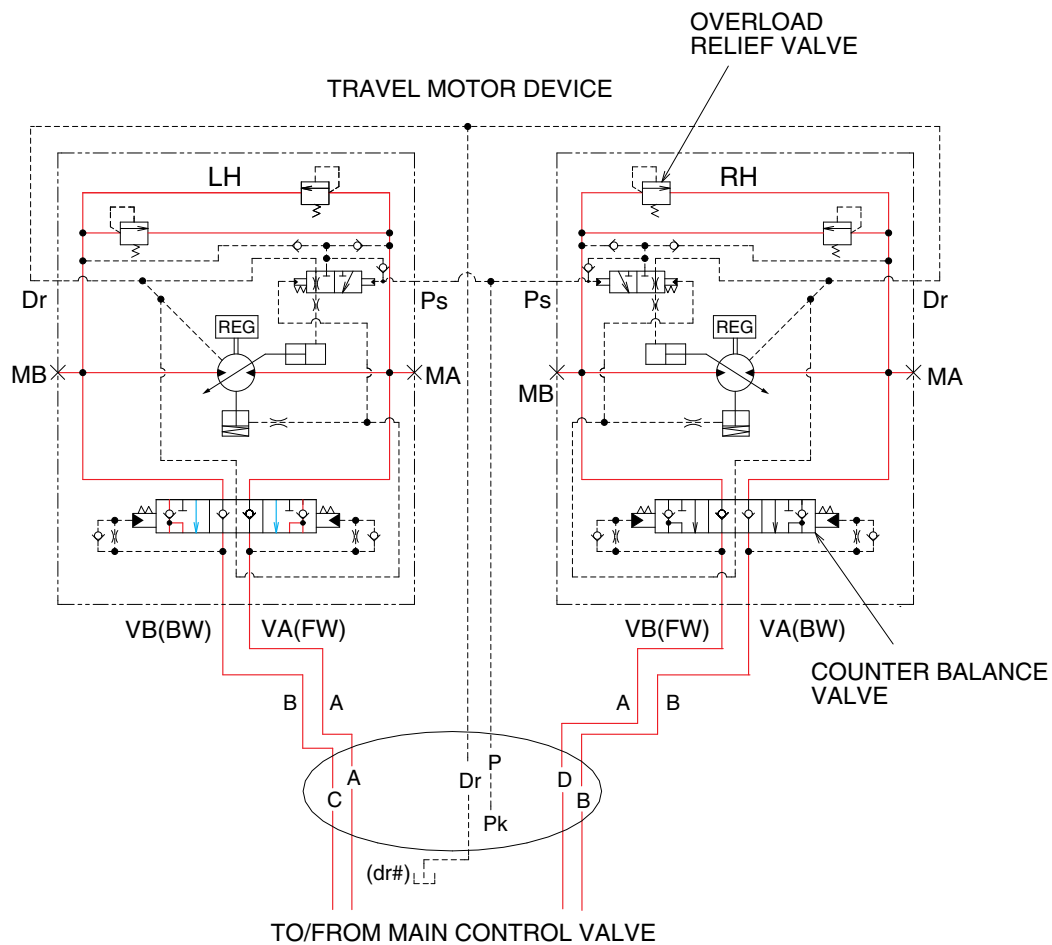 OVERLOAD
RELIEF VALVE
TRAVEL MOTOR DEVICE
LH
RH
Dr
Ps
Ps
Dr
REG
REG
MB
MA
MB
MA
VB(BW)
VA(FW)
VB(FW)
VA(BW)
COUNTER BALANCE
VALVE
B
A
A
B
P
A
Dr
D
C
B
Pk
(dr#)
TO/FROM MAIN CONTROL VALVE